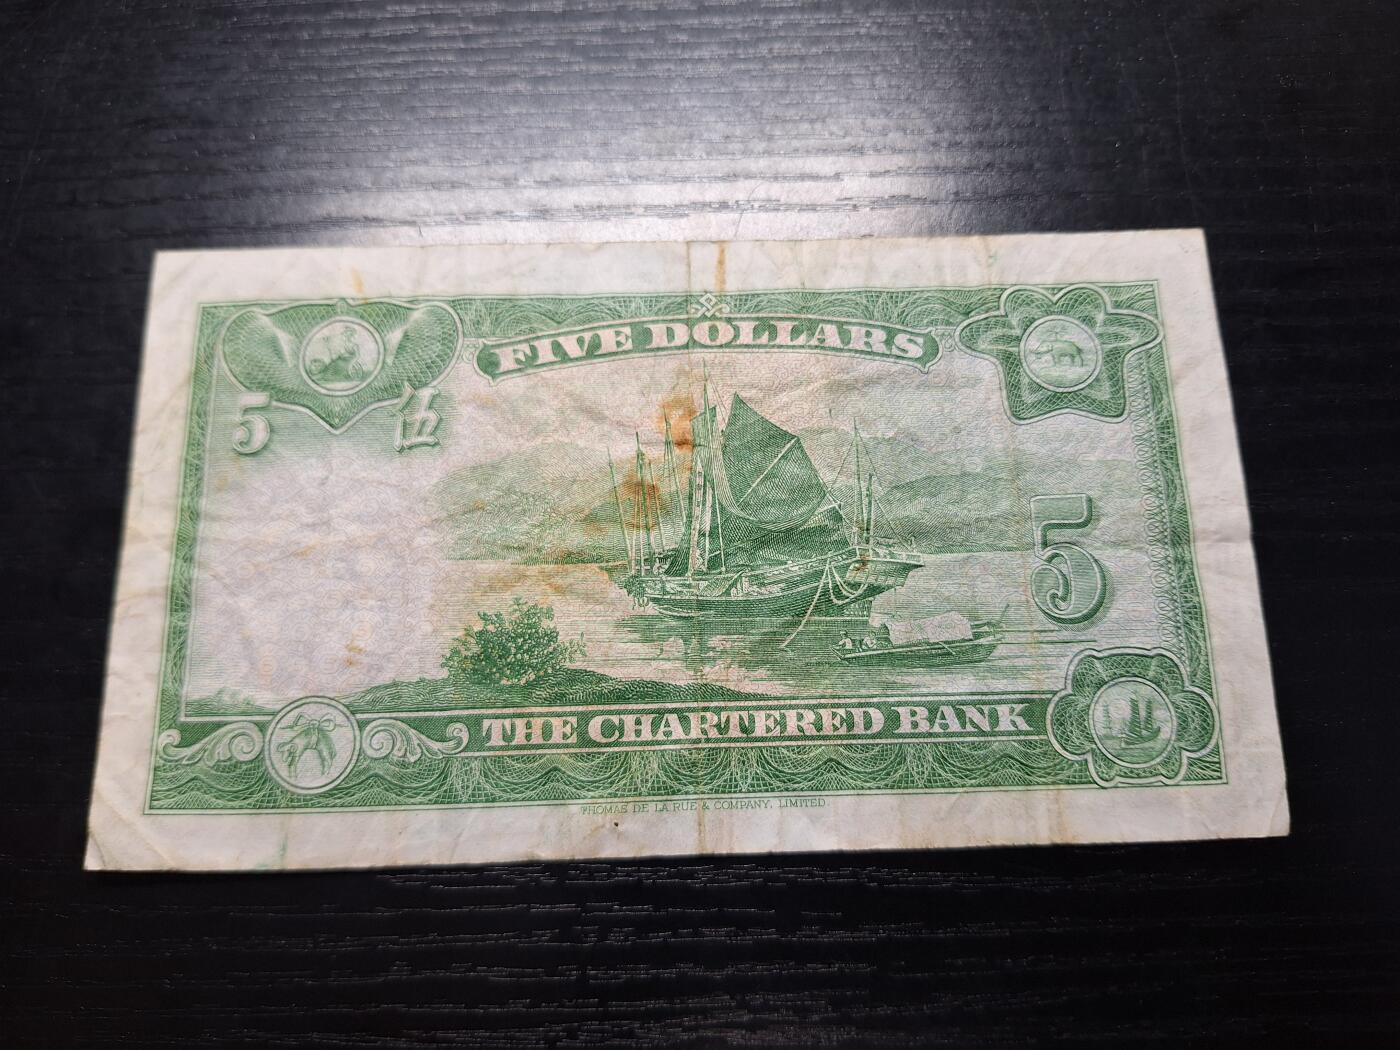 FIVE DOLLARS
5 伍
5
THE CHARTERED BANK
THOMAS DE LA RUE & COMPANY, LIMITED.